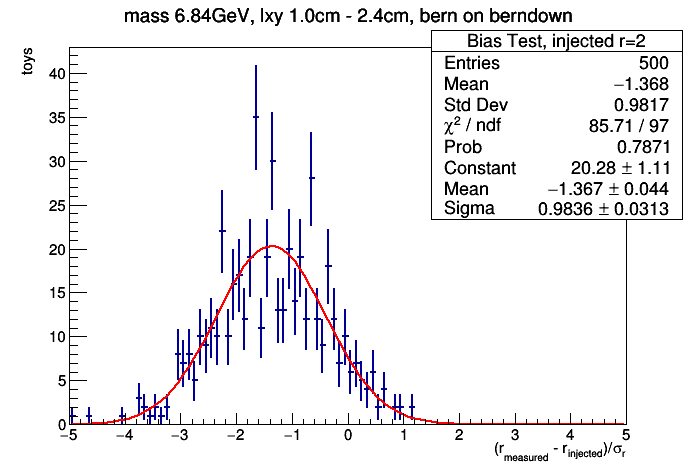 mass 6.84GeV, lxy 1.0cm - 2.4cm, bern on berndown
Bias Test, injected r=2
Entries 500
Mean −1.368
Std Dev 0.9817
χ² / ndf 85.71 / 97
Prob 0.7871
Constant 20.28 ± 1.11
Mean −1.367 ± 0.044
Sigma 0.9836 ± 0.0313
toys
40
35
30
25
20
15
10
5
0
−5 −4 −3 −2 −1 0 1 2 3 4 5
(r_measured - r_injected)/σ_r